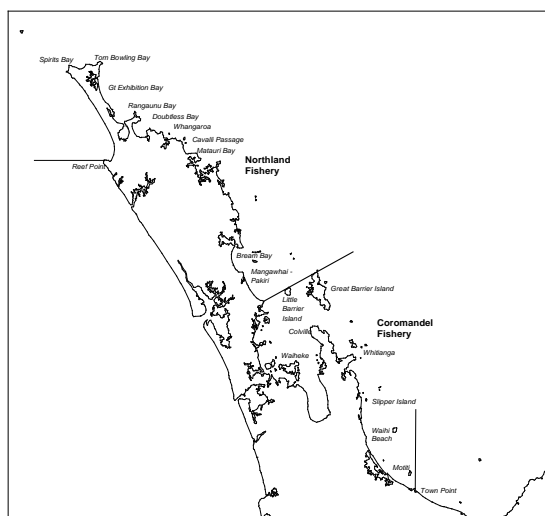 Tom Bowling Bay
Spirits Bay
Gt Exhibition Bay
Rangaunu Bay
Doubtless Bay
Whangaroa
Cavalli Passage
Matauri Bay
Northland
Fishery
Reef Point
Bream Bay
Mangawhai -
Pakiri
Great Barrier Island
Little
Barrier
Island
Coromandel
Fishery
Colville
Whitianga
Waiheke
Slipper Island
Waihi
Beach
Motiti
Town Point